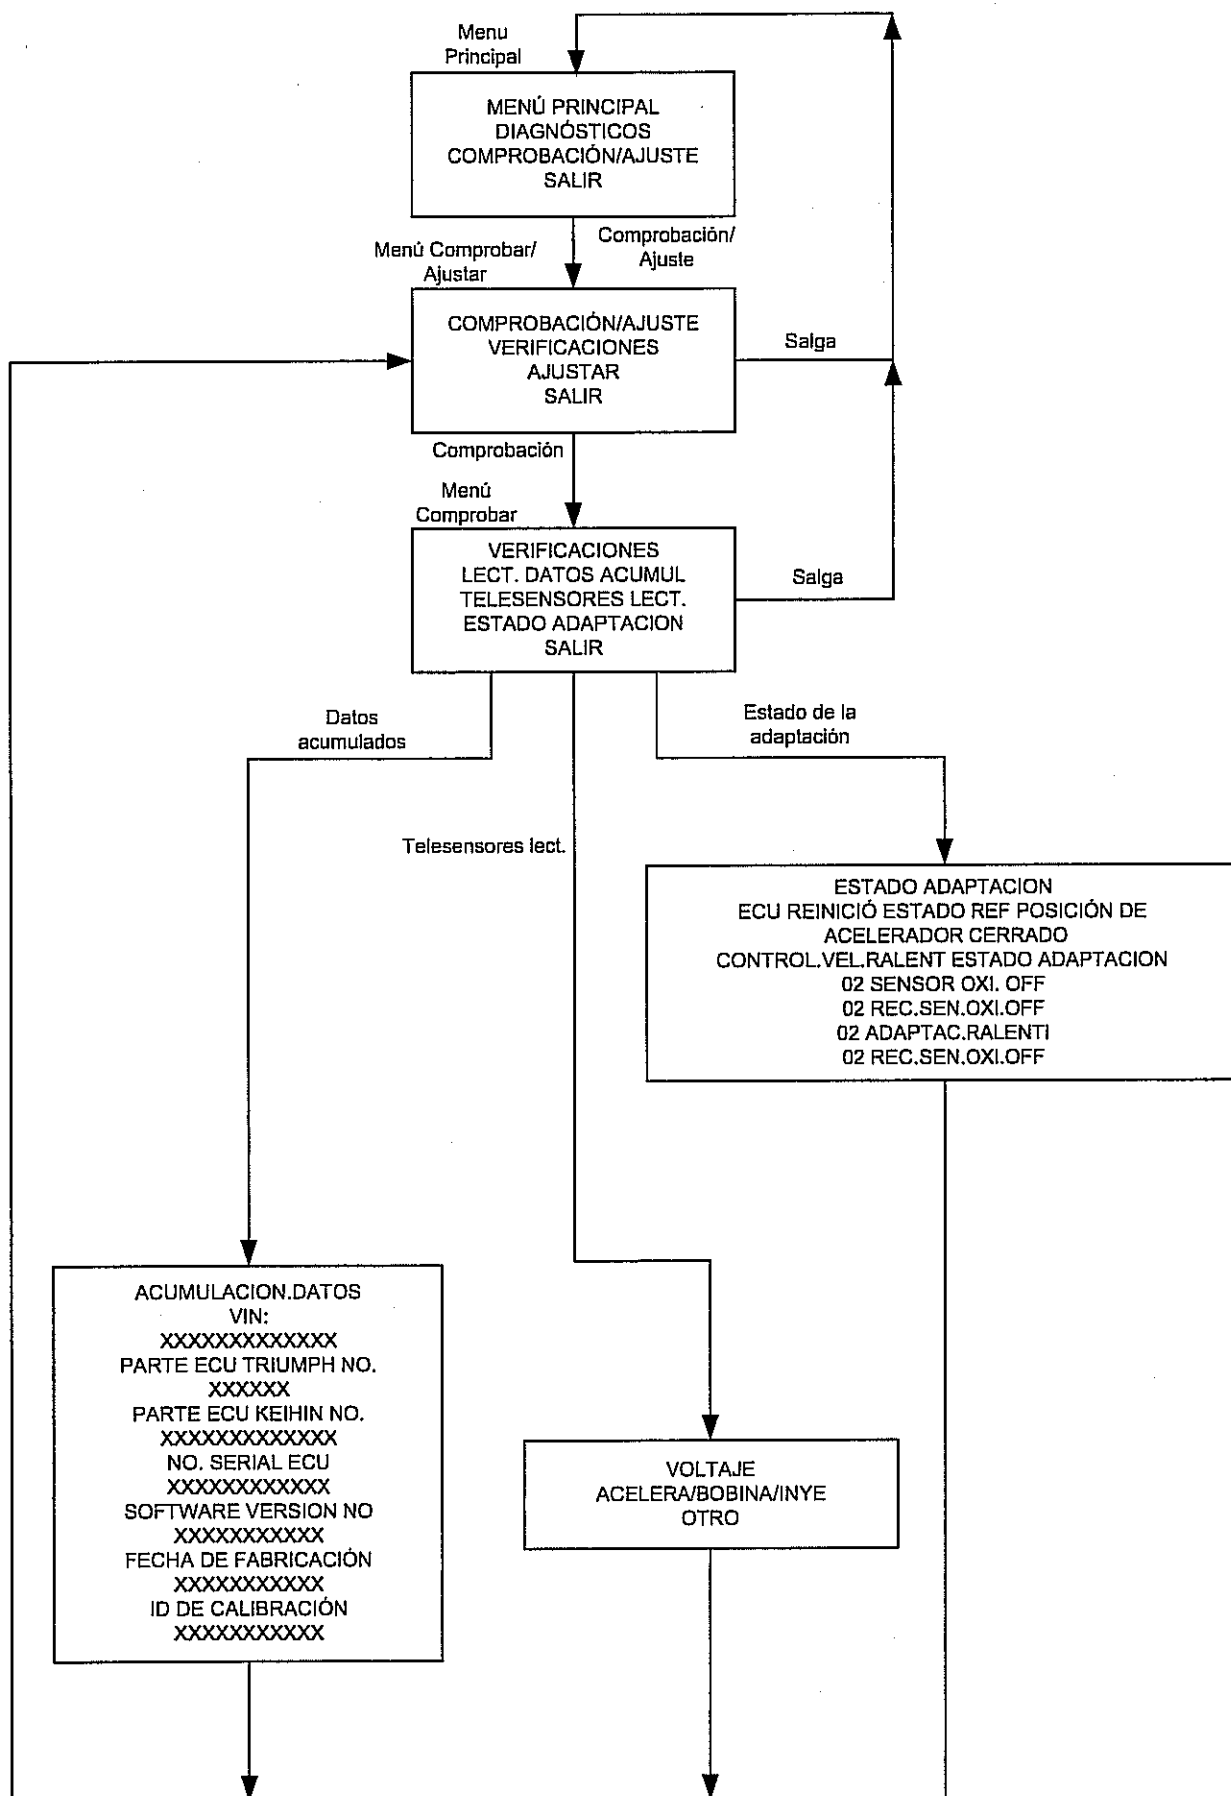 Menu
Principal
MENÚ PRINCIPAL
DIAGNÓSTICOS
COMPROBACIÓN/AJUSTE
SALIR
Menú Comprobar/
Ajustar
Comprobación/
Ajuste
COMPROBACIÓN/AJUSTE
VERIFICACIONES
AJUSTAR
SALIR
Salga
Comprobación
Menú
Comprobar
VERIFICACIONES
LECT. DATOS ACUMUL
TELESENSORES LECT.
ESTADO ADAPTACION
SALIR
Salga
Datos
acumulados
Estado de la
adaptación
Telesensores lect.
ESTADO ADAPTACION
ECU REINICIÓ ESTADO REF POSICIÓN DE
ACELERADOR CERRADO
CONTROL.VEL.RALENT ESTADO ADAPTACION
02 SENSOR OXI. OFF
02 REC.SEN.OXI.OFF
02 ADAPTAC.RALENTI
02 REC.SEN.OXI.OFF
ACUMULACION.DATOS
VIN:
XXXXXXXXXXXXX
PARTE ECU TRIUMPH NO.
XXXXXX
PARTE ECU KEIHIN NO.
XXXXXXXXXXXXX
NO. SERIAL ECU
XXXXXXXXXXXX
SOFTWARE VERSION NO
XXXXXXXXXXX
FECHA DE FABRICACIÓN
XXXXXXXXXXX
ID DE CALIBRACIÓN
XXXXXXXXXXX
VOLTAJE
ACELERA/BOBINA/INYE
OTRO